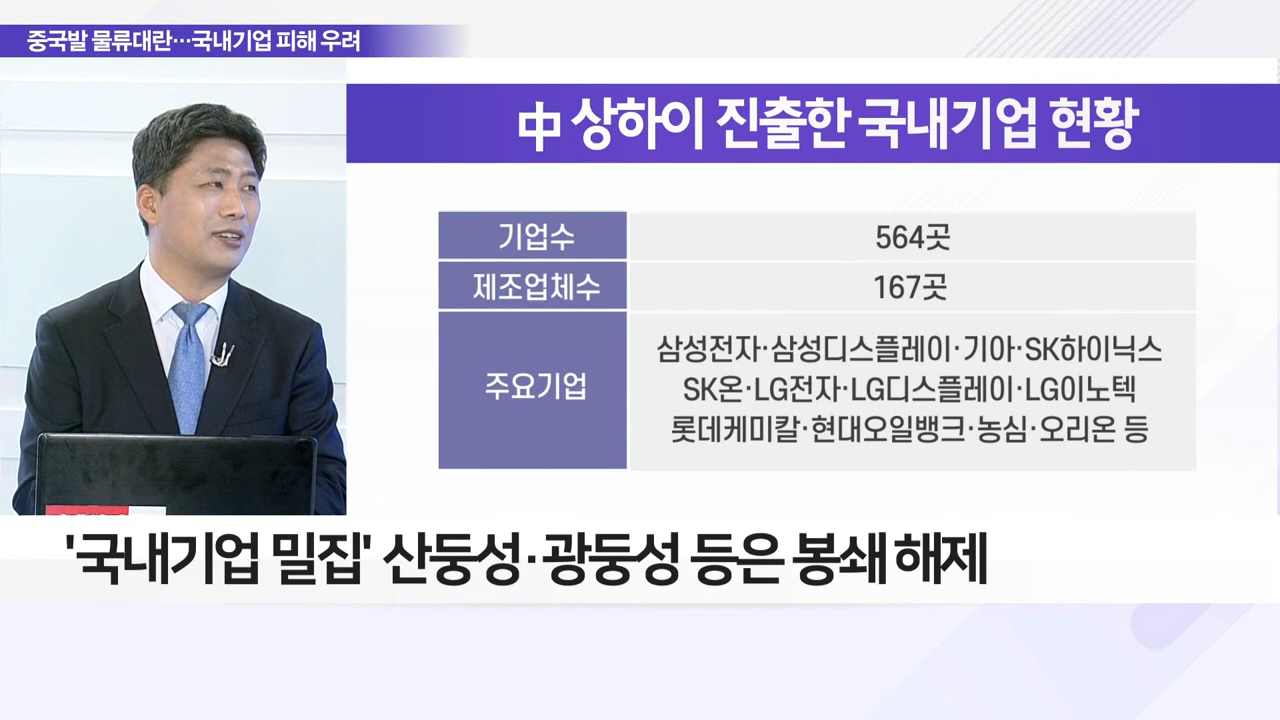 중국발 물류대란…국내기업 피해 우려
中 상하이 진출한 국내기업 현황
기업수 564곳
제조업체수 167곳
주요기업
삼성전자·삼성디스플레이·기아·SK하이닉스
SK온·LG전자·LG디스플레이·LG이노텍
롯데케미칼·현대오일뱅크·농심·오리온 등
'국내기업 밀집' 산둥성·광둥성 등은 봉쇄 해제